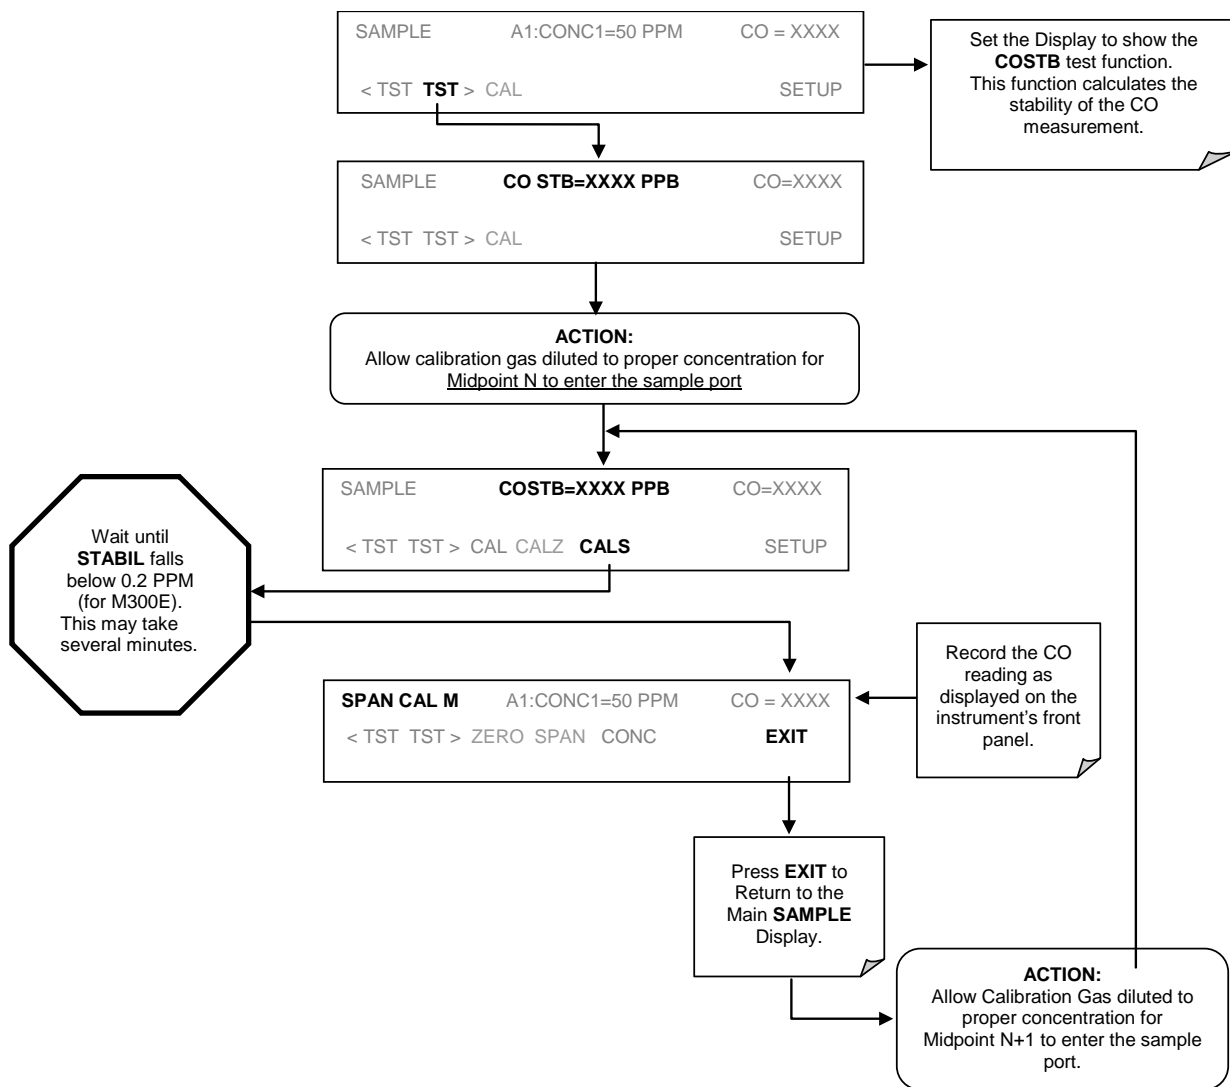 SAMPLE A1:CONC1=50 PPM CO = XXXX
< TST TST > CAL SETUP
Set the Display to show the
COSTB test function.
This function calculates the
stability of the CO
measurement.
SAMPLE CO STB=XXXX PPB CO=XXXX
< TST TST > CAL SETUP
ACTION:
Allow calibration gas diluted to proper concentration for
Midpoint N to enter the sample port
SAMPLE COSTB=XXXX PPB CO=XXXX
< TST TST > CAL CALZ CALS SETUP
Wait until
STABIL falls
below 0.2 PPM
(for M300E).
This may take
several minutes.
Record the CO
reading as
displayed on the
instrument's front
panel.
SPAN CAL M A1:CONC1=50 PPM CO = XXXX
< TST TST > ZERO SPAN CONC EXIT
Press EXIT to
Return to the
Main SAMPLE
Display.
ACTION:
Allow Calibration Gas diluted to
proper concentration for
Midpoint N+1 to enter the sample
port.